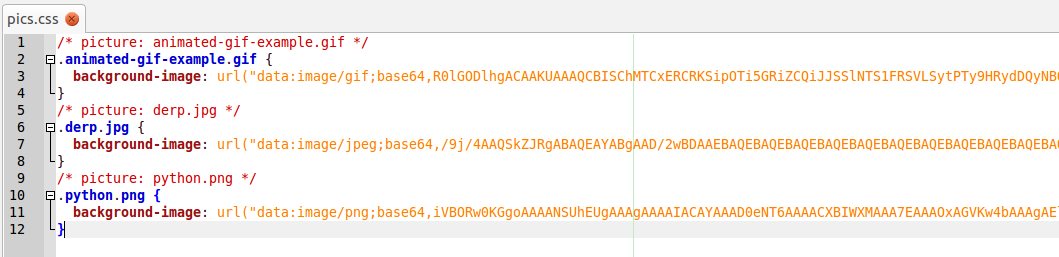 pics.css
1 /* picture: animated-gif-example.gif */
2 .animated-gif-example.gif {
3 background-image: url("data:image/gif;base64,R0lGODlhgACAAKUAAAQCBISChMTCxERCRKSipOTi5GRiZCQiJJSSlNTS1FRSVLSytPTy9HRydDQyNB
4 }
5 /* picture: derp.jpg */
6 .derp.jpg {
7 background-image: url("data:image/jpeg;base64,/9j/4AAQSkZJRgABAQEAYABgAAD/2wBDAAEBAQEBAQEBAQEBAQEBAQEBAQEBAQEBAQEBAQEBA
8 }
9 /* picture: python.png */
10 .python.png {
11 background-image: url("data:image/png;base64,iVBORw0KGgoAAAANSUhEUgAAAgAAAAIACAYAAAD0eNT6AAAACXBIWXMAAA7EAAAOxAGVKw4bAAAgAE
12 }